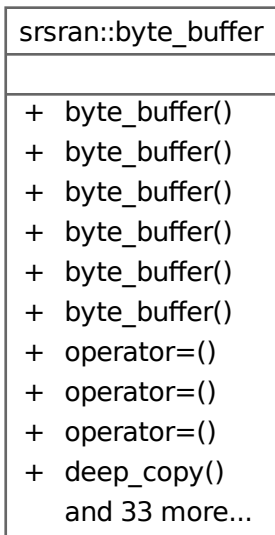 srsran::byte_buffer
+ byte_buffer()
+ byte_buffer()
+ byte_buffer()
+ byte_buffer()
+ byte_buffer()
+ byte_buffer()
+ operator=()
+ operator=()
+ operator=()
+ deep_copy()
and 33 more...